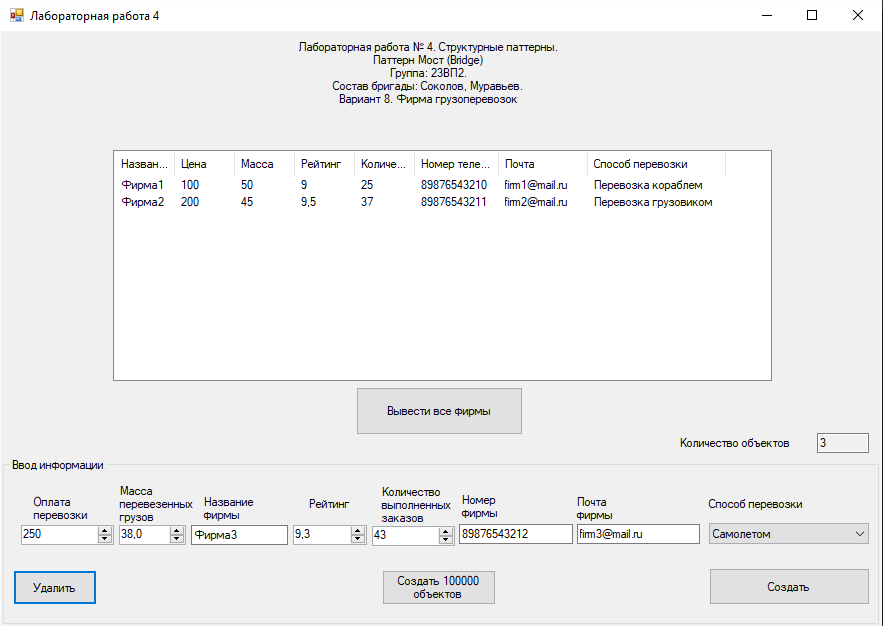 Лабораторная работа 4
Лабораторная работа № 4. Структурные паттерны.
Паттерн Мост (Bridge)
Группа: 23ВП2.
Состав бригады: Соколов, Муравьев.
Вариант 8. Фирма грузоперевозок
Назван... Цена Масса Рейтинг Количе... Номер теле... Почта Способ перевозки
Фирма1 100 50 9 25 89876543210 firm1@mail.ru Перевозка кораблем
Фирма2 200 45 9,5 37 89876543211 firm2@mail.ru Перевозка грузовиком
Вывести все фирмы
Количество объектов 3
Ввод информации
Оплата
перевозки
Масса
перевезенных
грузов
Название
фирмы
Рейтинг
Количество
выполненных
заказов
Номер
фирмы
Почта
фирмы
Способ перевозки
250 38,0 Фирма3 9,3 43 89876543212 firm3@mail.ru Самолетом
Удалить
Создать 100000
объектов
Создать